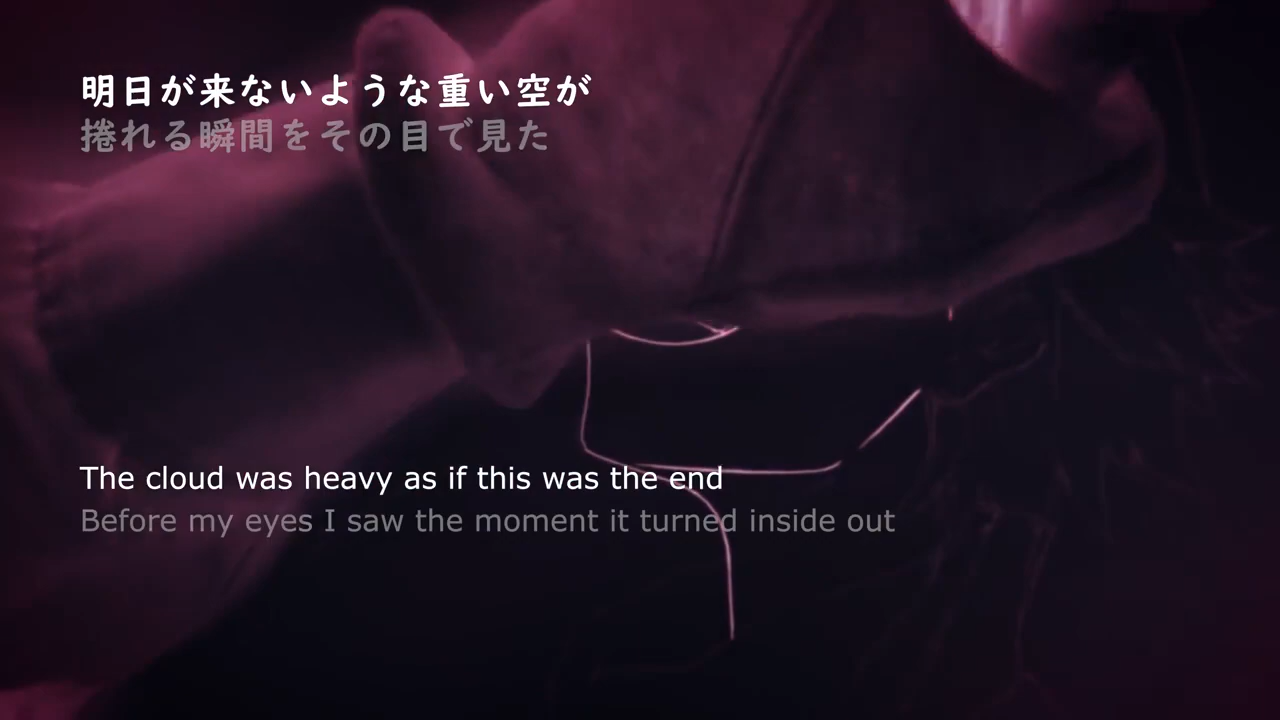 明日が来ないような重い空が
捲れる瞬間をその目で見た
The cloud was heavy as if this was the end
Before my eyes I saw the moment it turned inside out